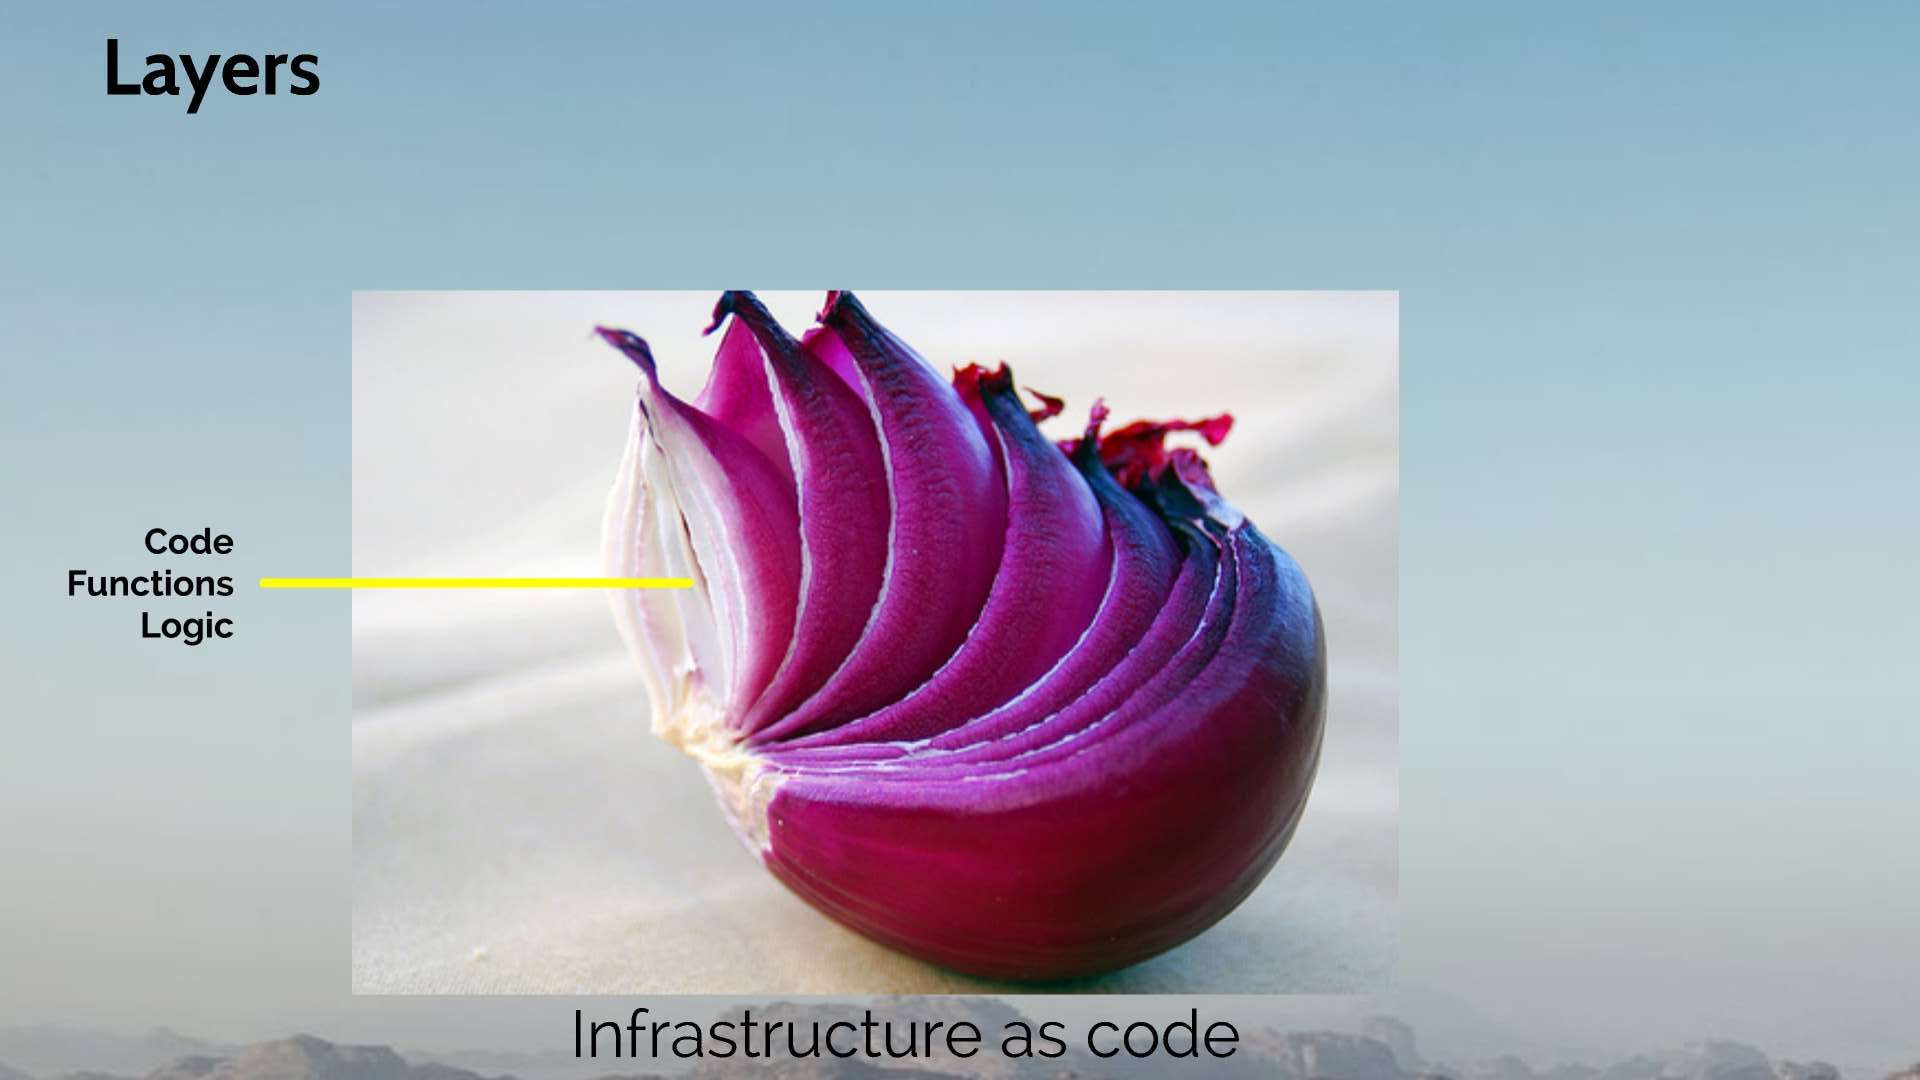 Layers
Code
Functions
Logic
Infrastructure as code